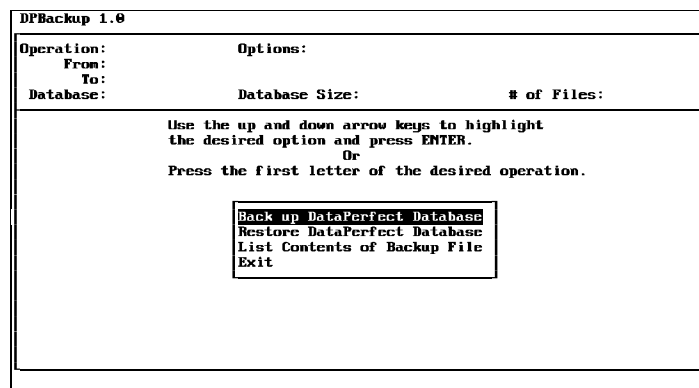 DPBackup 1.0
Operation: Options:
From:
To:
Database: Database Size: # of Files:
Use the up and down arrow keys to highlight
the desired option and press ENTER.
Or
Press the first letter of the desired operation.
Back up DataPerfect Database
Restore DataPerfect Database
List Contents of Backup File
Exit